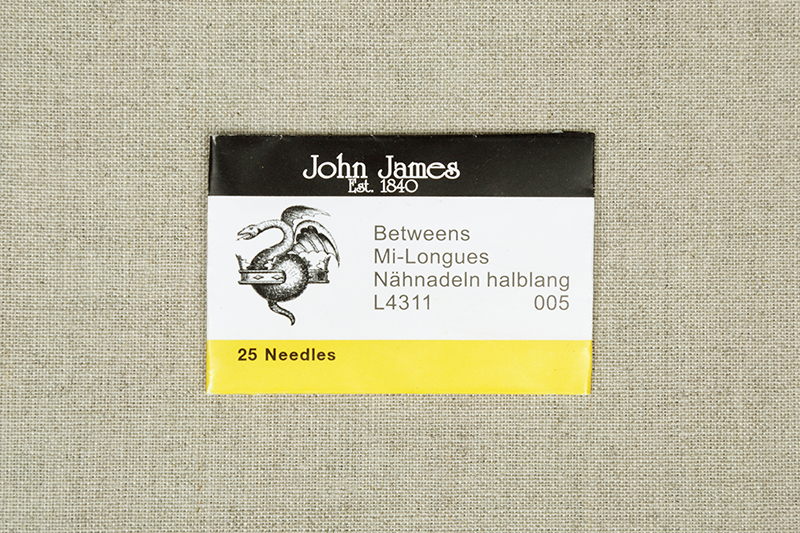 John James
Est. 1840
Betweens
Mi-Longues
Nähnadeln halblang
L4311 005
25 Needles